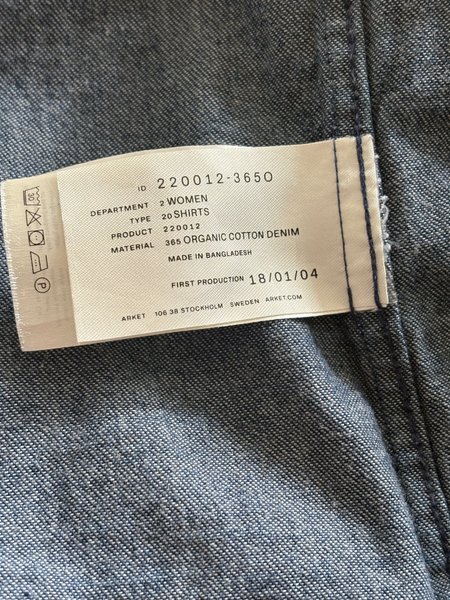 ID 220012-3650
DEPARTMENT 2 WOMEN
TYPE 20 SHIRTS
PRODUCT 220012
MATERIAL 365 ORGANIC COTTON DENIM
MADE IN BANGLADESH
FIRST PRODUCTION 18/01/04
ARKET 106 38 STOCKHOLM SWEDEN ARKET.COM
30
P